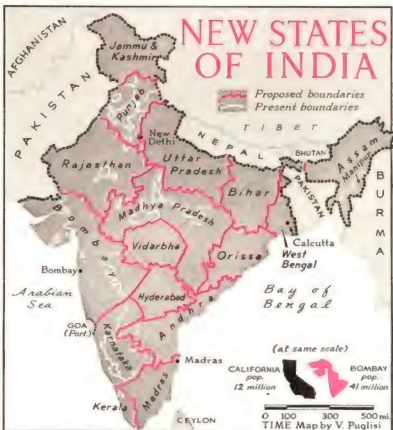 NEW STATES
OF INDIA
Proposed boundaries
Present boundaries
AFGHANISTAN
Jammu &
Kashmir
PAKISTAN
Punjab
New
Delhi
TIBET
NEPAL
BHUTAN
Assam
Manipur
Rajasthan
Uttar
Pradesh
Bihar
PAKISTAN
BURMA
Madhya Pradesh
Bombay
Vidarbha
Orissa
Calcutta
West
Bengal
Bombay
Arabian
Sea
Hyderabad
Andhra
Bay of
Bengal
GOA
(Port.)
Karnataka
Madras
Kerala
Madras
CEYLON
(at same scale)
CALIFORNIA
pop.
12 million
BOMBAY
pop.
41 million
0 100 300 500 mi.
TIME Map by V. Puglisi